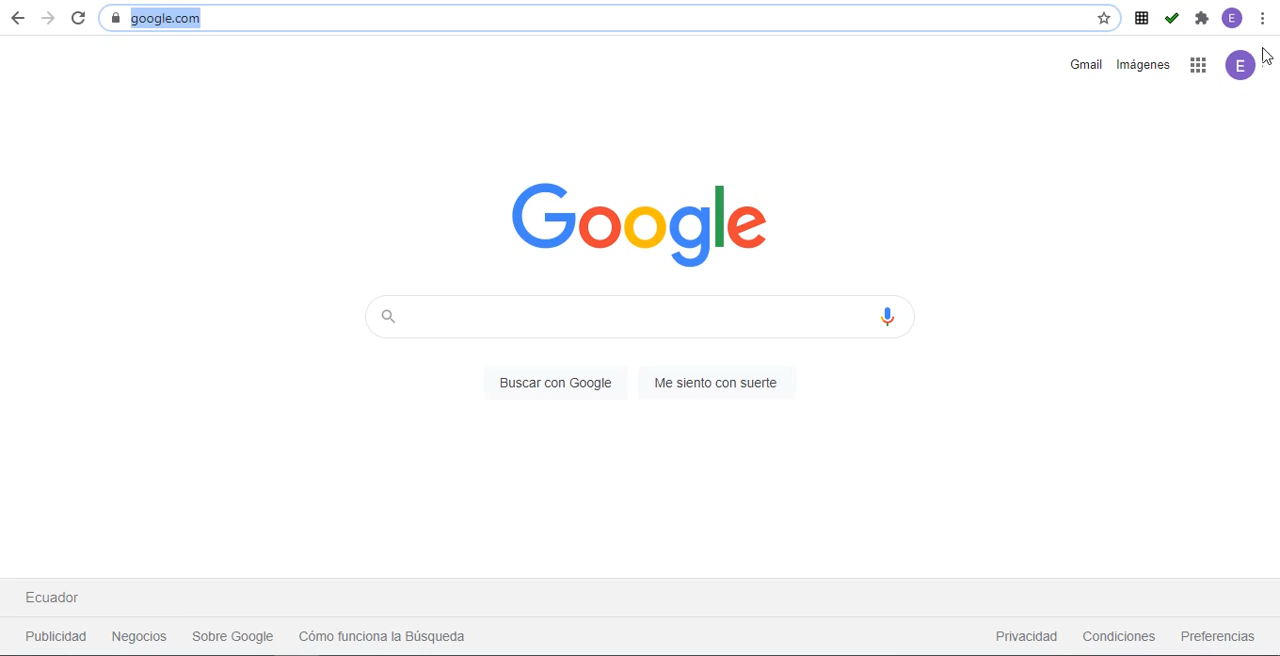 google.com
E
Gmail Imágenes E
Google
Buscar con Google Me siento con suerte
Ecuador
Publicidad Negocios Sobre Google Cómo funciona la Búsqueda Privacidad Condiciones Preferencias